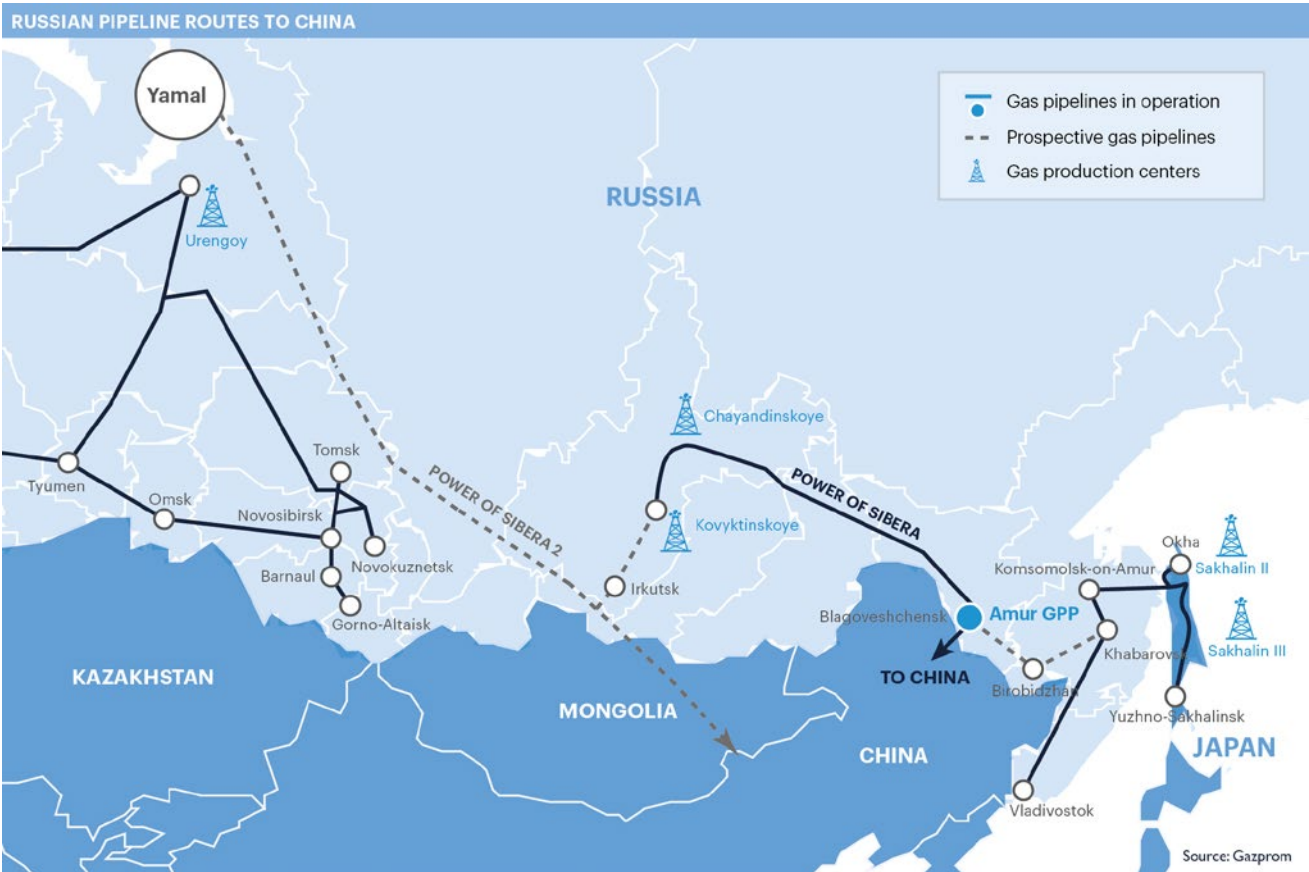 RUSSIAN PIPELINE ROUTES TO CHINA
Yamal
Gas pipelines in operation
Prospective gas pipelines
Gas production centers
RUSSIA
Urengoy
Chayandinskoye
Tomsk
Tyumen
Omsk
Novosibirsk
POWER OF SIBERA 2
POWER OF SIBERA
Kovyktinskoye
Novokuznetsk
Barnaul
Gorno-Altaisk
Irkutsk
Okha
Komsomolsk-on-Amur
Sakhalin II
Blagoveshchensk
Amur GPP
Khabarovsk
Sakhalin III
KAZAKHSTAN
TO CHINA
Birobidzhan
MONGOLIA
Yuzhno-Sakhalinsk
CHINA
JAPAN
Vladivostok
Source: Gazprom